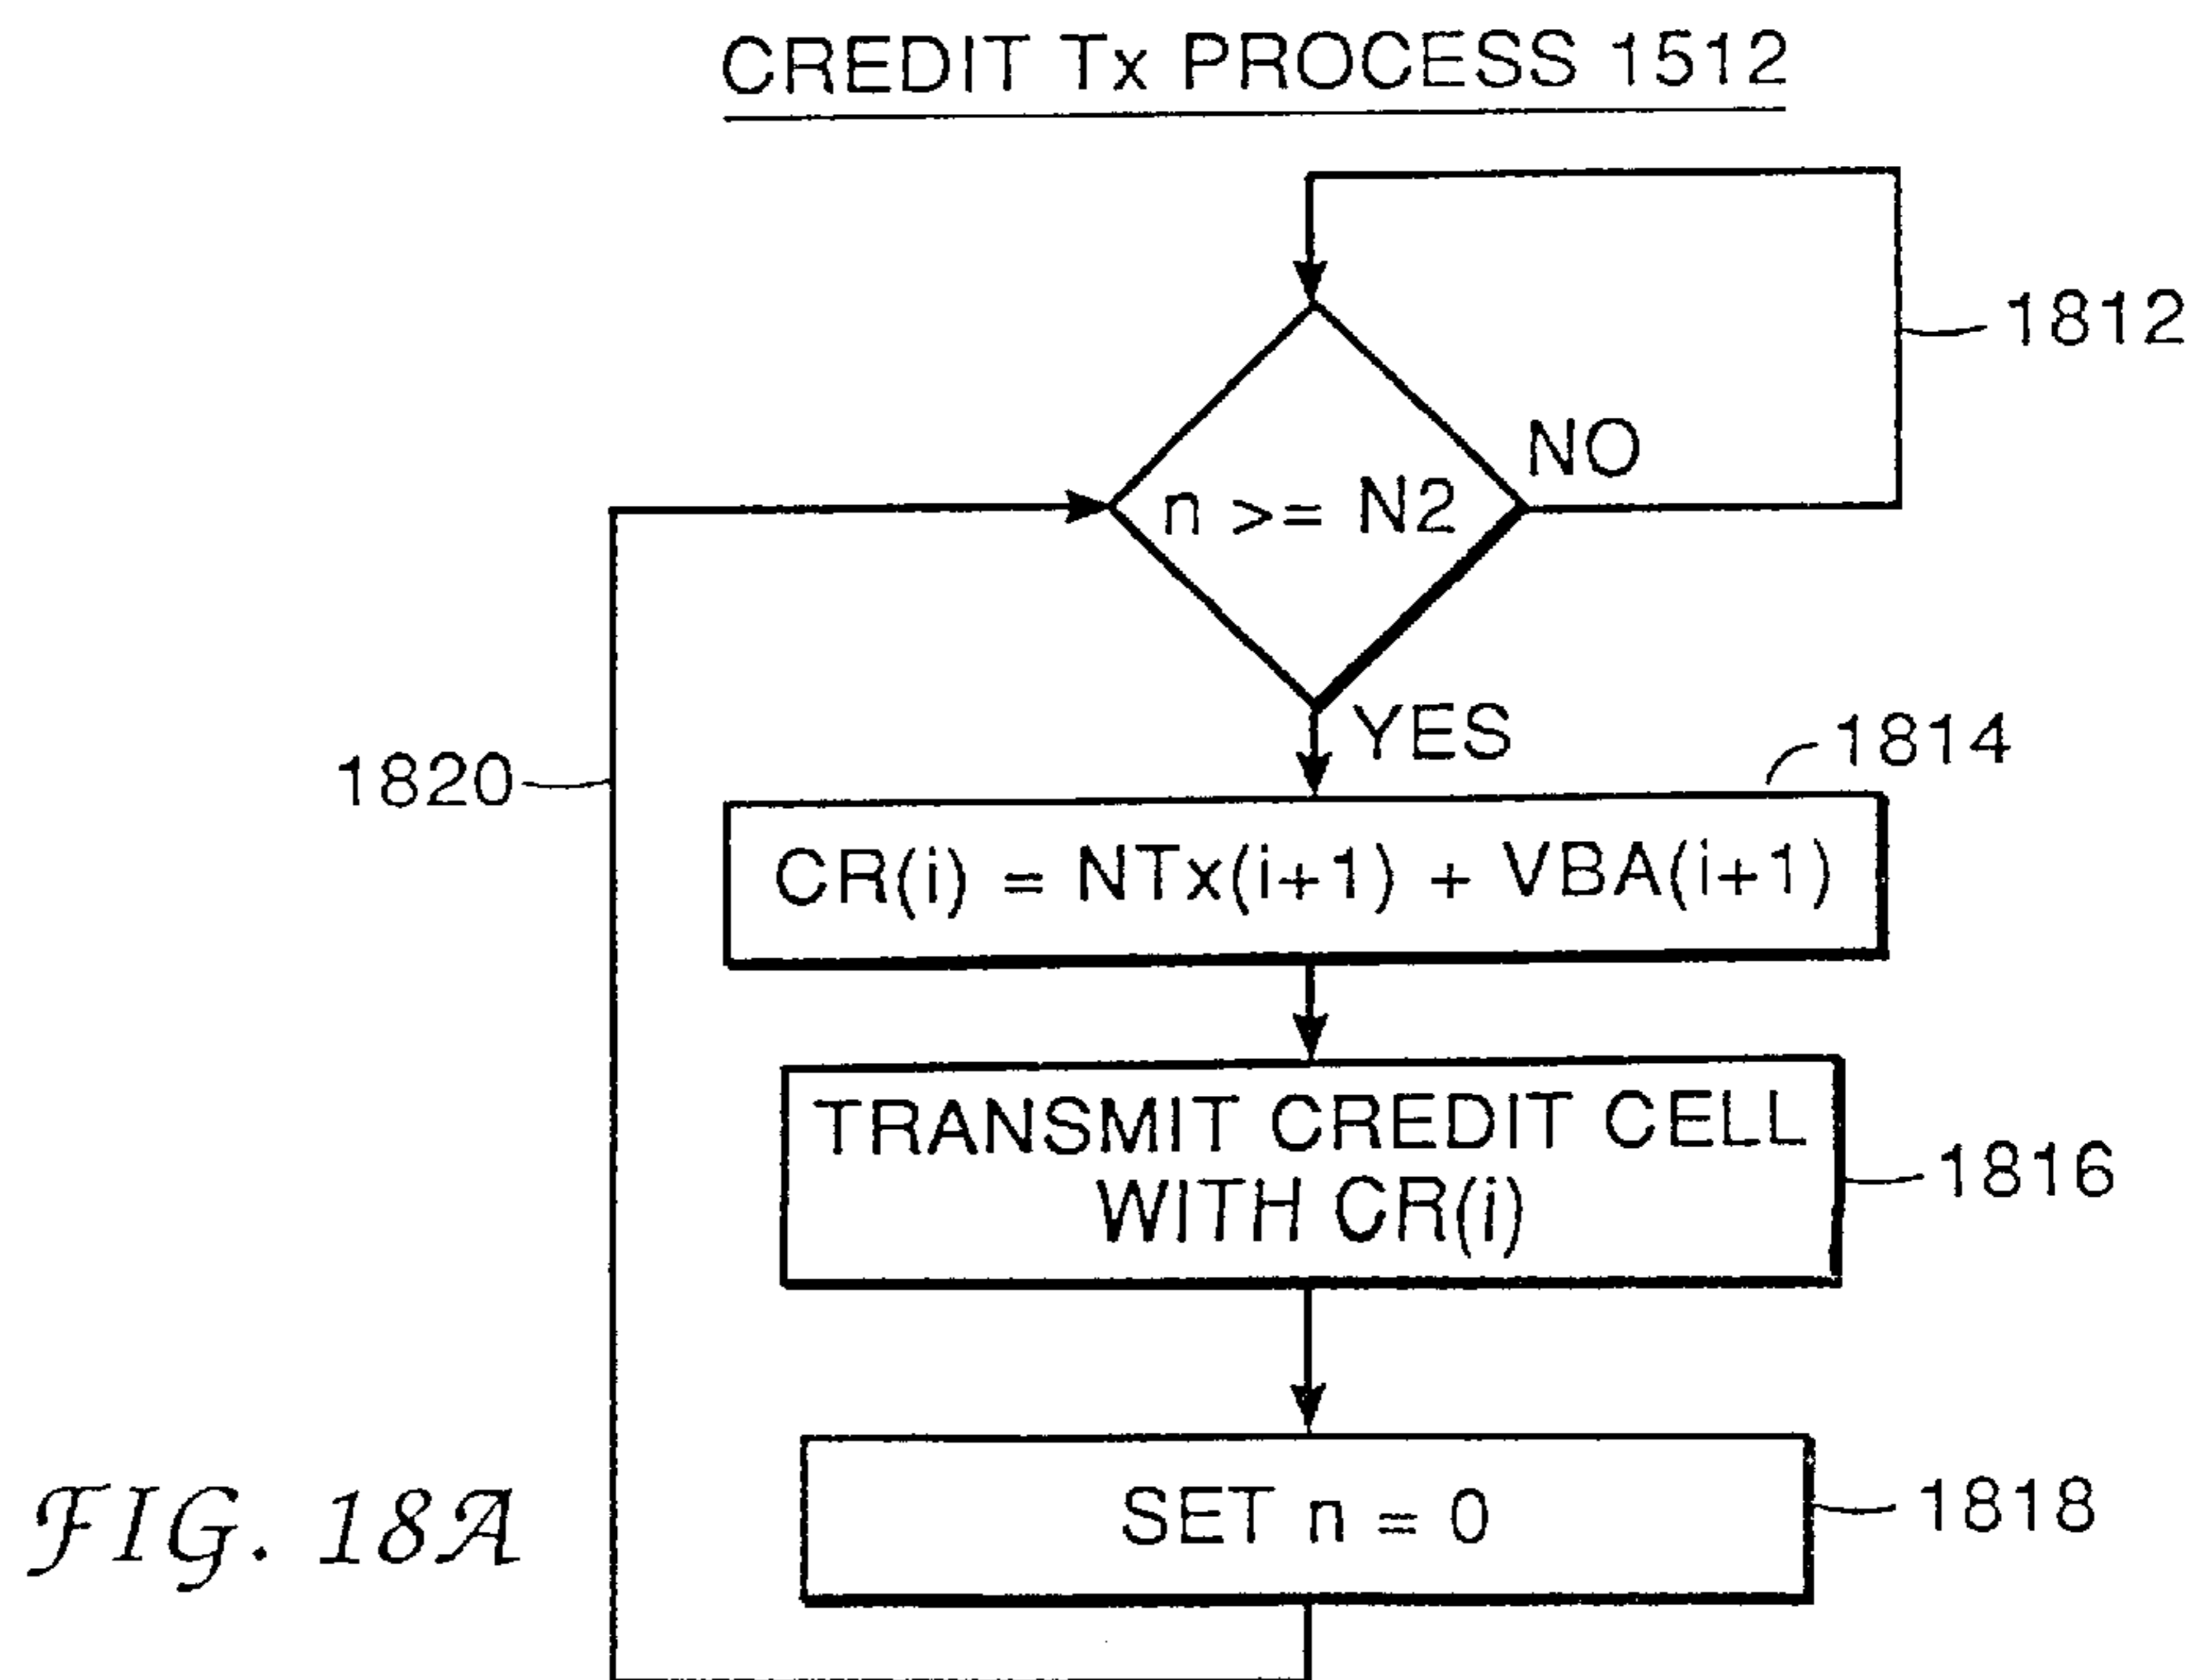 CREDIT Tx PROCESS 1512
1812
NO
n >= N2
YES
1814
1820
CR(i) = NTx(i+1) + VBA(i+1)
TRANSMIT CREDIT CELL
WITH CR(i)
1816
SET n = 0
1818
FIG. 18A